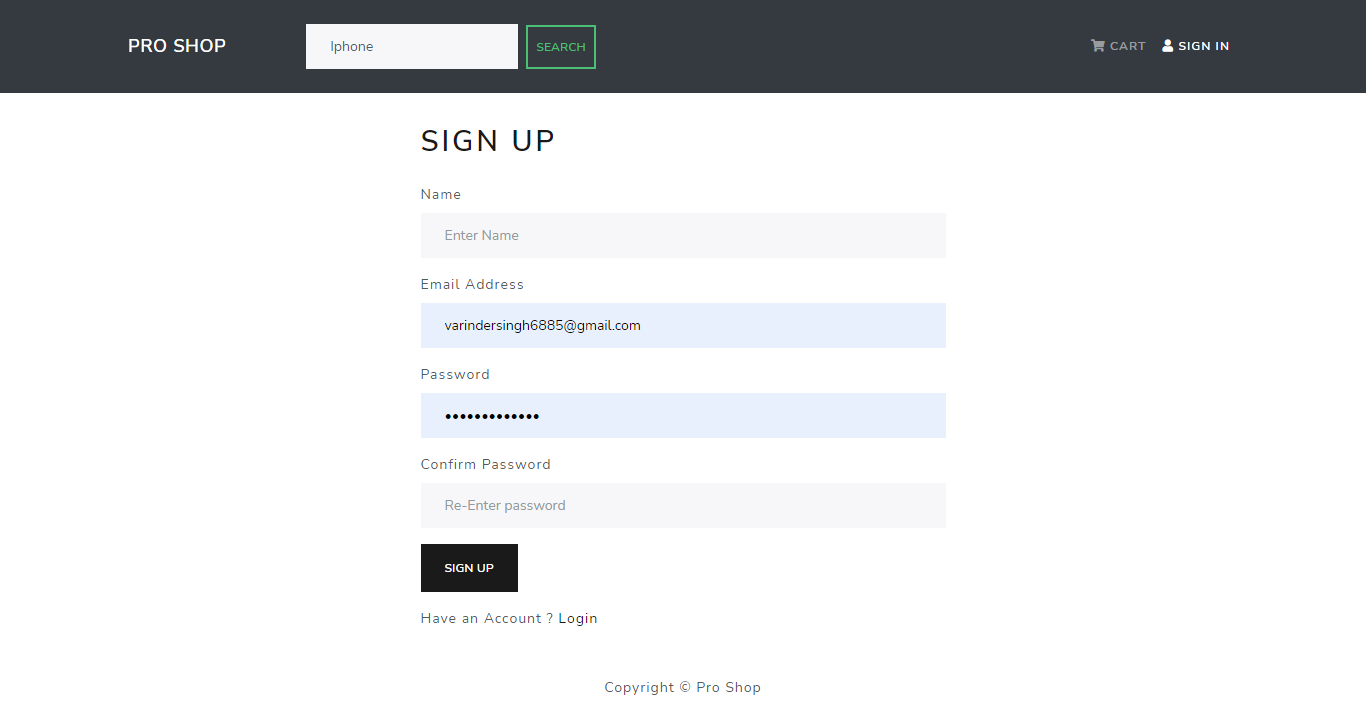 PRO SHOP Iphone SEARCH CART SIGN IN
SIGN UP
Name
Enter Name
Email Address
varindersingh6885@gmail.com
Password
•••••••••••••
Confirm Password
Re-Enter password
SIGN UP
Have an Account ? Login
Copyright © Pro Shop